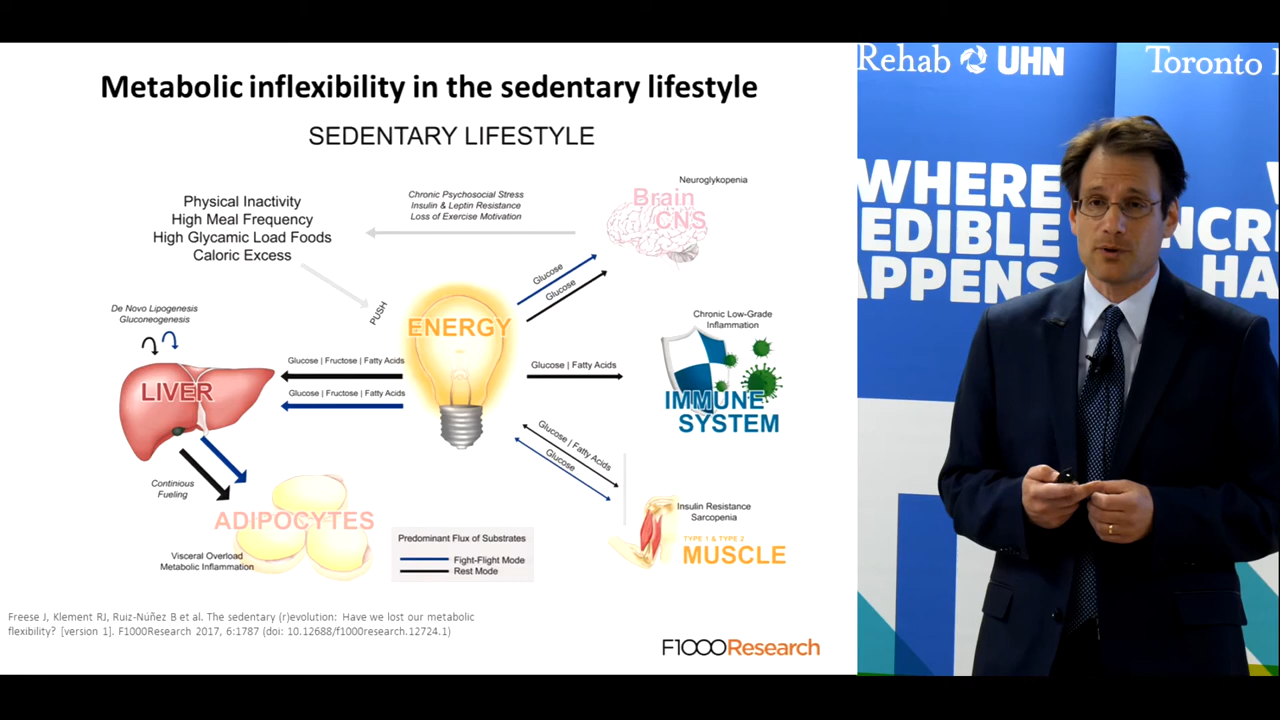 Metabolic inflexibility in the sedentary lifestyle
SEDENTARY LIFESTYLE
Physical Inactivity
High Meal Frequency
High Glycamic Load Foods
Caloric Excess
Chronic Psychosocial Stress
Insulin & Leptin Resistance
Loss of Exercise Motivation
Neuroglykopenia
Brain
CNS
PUSH
ENERGY
Glucose
Glucose
De Novo Lipogenesis
Gluconeogenesis
LIVER
Glucose | Fructose | Fatty Acids
Glucose | Fructose | Fatty Acids
Glucose | Fatty Acids
Chronic Low-Grade
Inflammation
IMMUNE
SYSTEM
Glucose | Fatty Acids
Glucose
Continious
Fueling
ADIPOCYTES
Visceral Overload
Metabolic Inflammation
Predominant Flux of Substrates
Fight-Flight Mode
Rest Mode
Insulin Resistance
Sarcopenia
TYPE 1 & TYPE 2
MUSCLE
Freese J, Klement RJ, Ruiz-Núñez B et al. The sedentary (r)evolution: Have we lost our metabolic
flexibility? [version 1]. F1000Research 2017, 6:1787 (doi: 10.12688/f1000research.12724.1)
F1000Research
Rehab UHN
Toronto
WHERE
EDIBLE
APPENS
NCR
HA